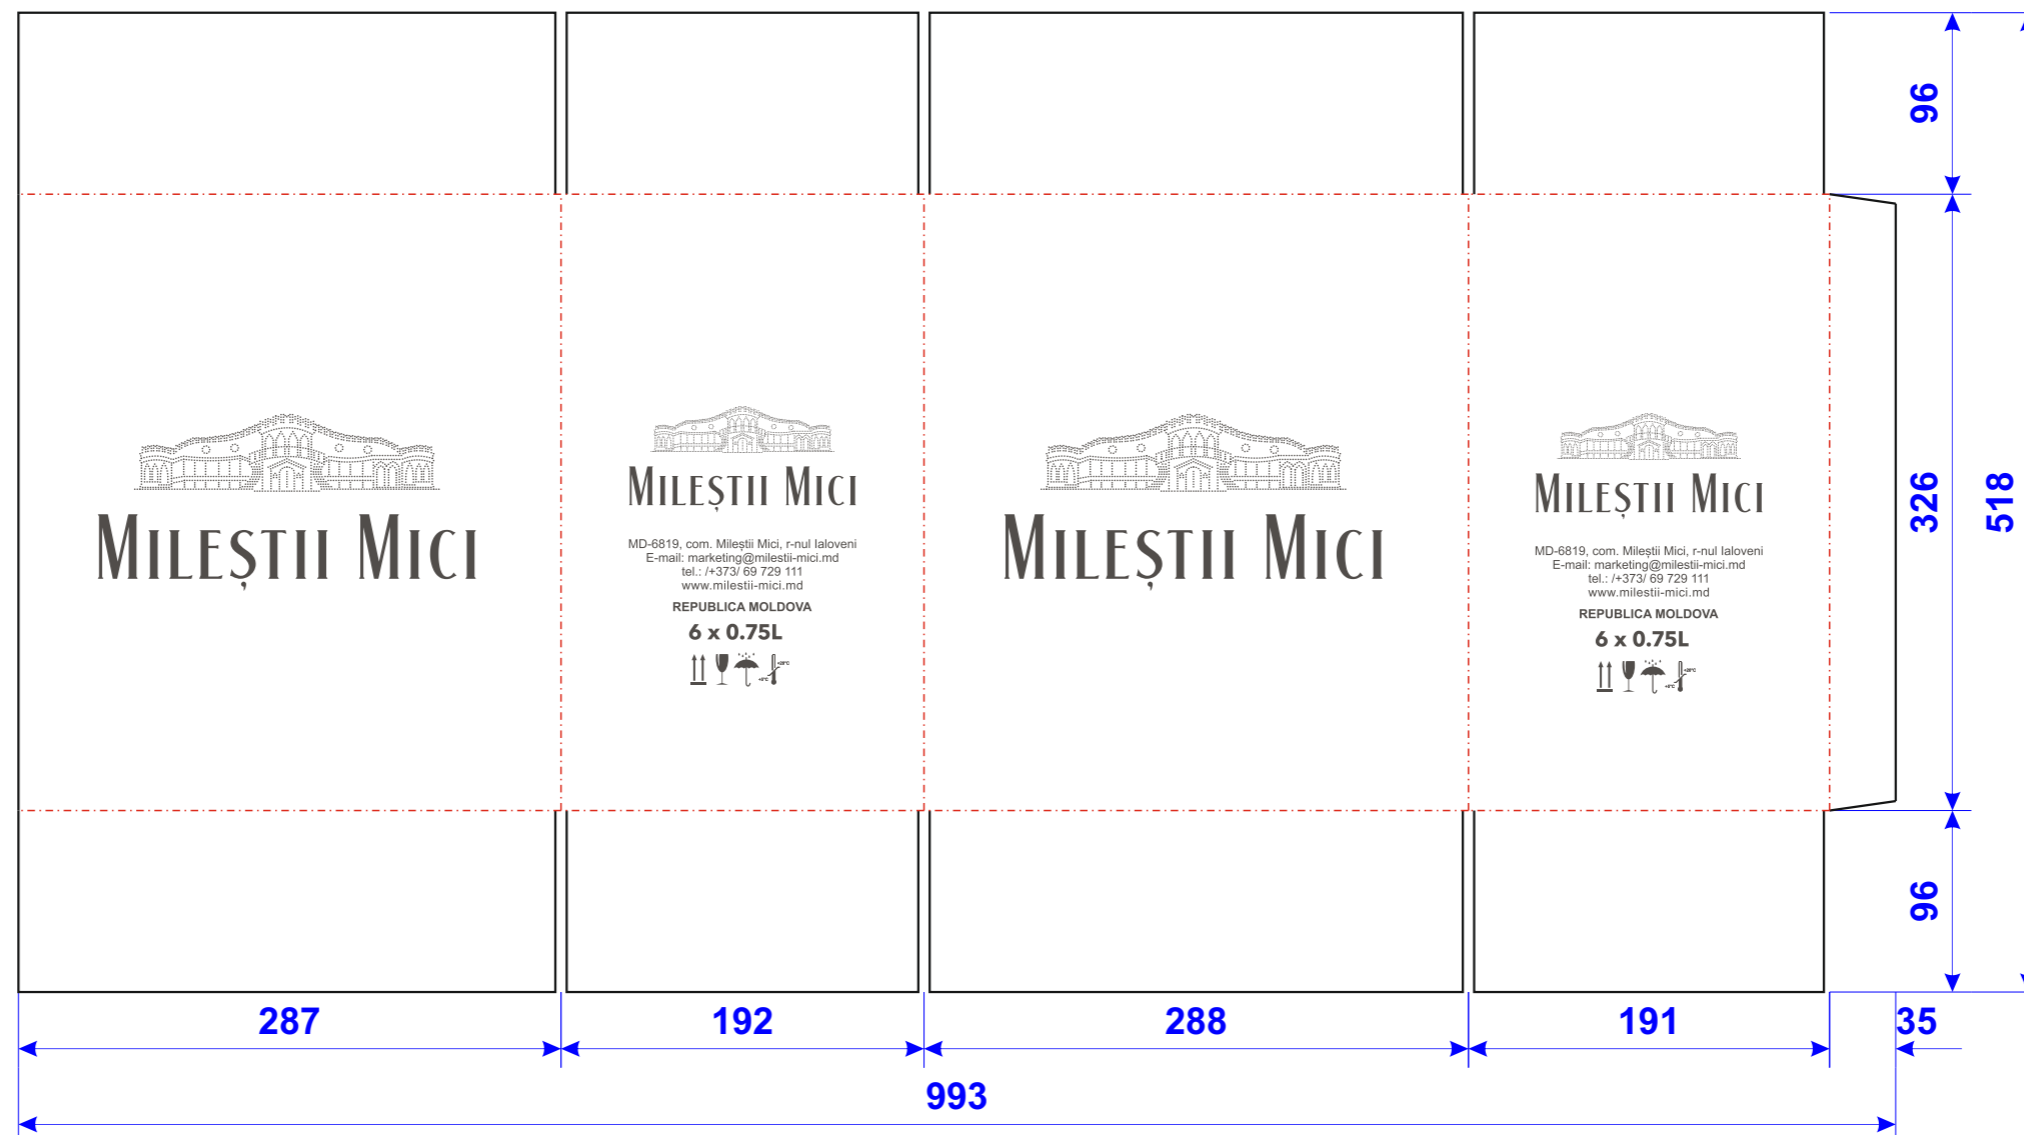 MILEȘTII MICI
MILEȘTII MICI
MD-6819, com. Mileștii Mici, r-nul Ialoveni
E-mail: marketing@milestii-mici.md
tel.: /+373/ 69 729 111
www.milestii-mici.md
REPUBLICA MOLDOVA
6 x 0.75L
MILEȘTII MICI
MILEȘTII MICI
MD-6819, com. Mileștii Mici, r-nul Ialoveni
E-mail: marketing@milestii-mici.md
tel.: /+373/ 69 729 111
www.milestii-mici.md
REPUBLICA MOLDOVA
6 x 0.75L
96
326
518
96
287
192
288
191
35
993